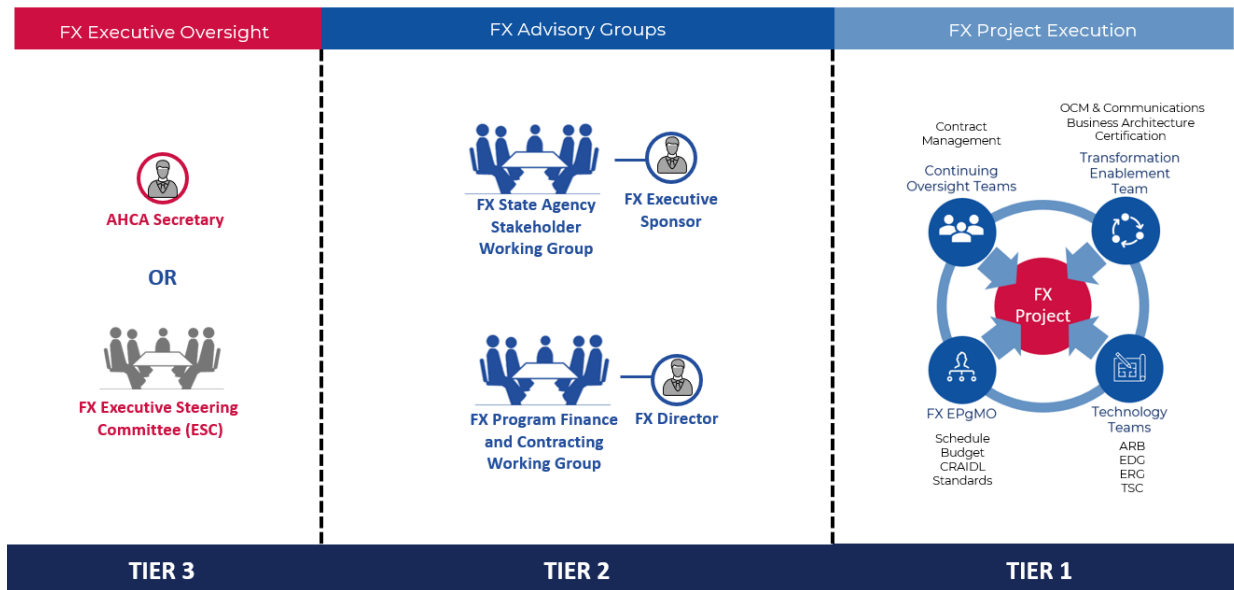 FX Executive Oversight
FX Advisory Groups
FX Project Execution
AHCA Secretary
OR
FX Executive Steering
Committee (ESC)
FX State Agency
Stakeholder
Working Group
FX Executive
Sponsor
FX Program Finance
and Contracting
Working Group
FX Director
Contract
Management
Continuing
Oversight Teams
OCM & Communications
Business Architecture
Certification
Transformation
Enablement
Team
FX
Project
FX EPgMO
Schedule
Budget
CRAIDL
Standards
Technology
Teams
ARB
EDG
ERG
TSC
TIER 3
TIER 2
TIER 1